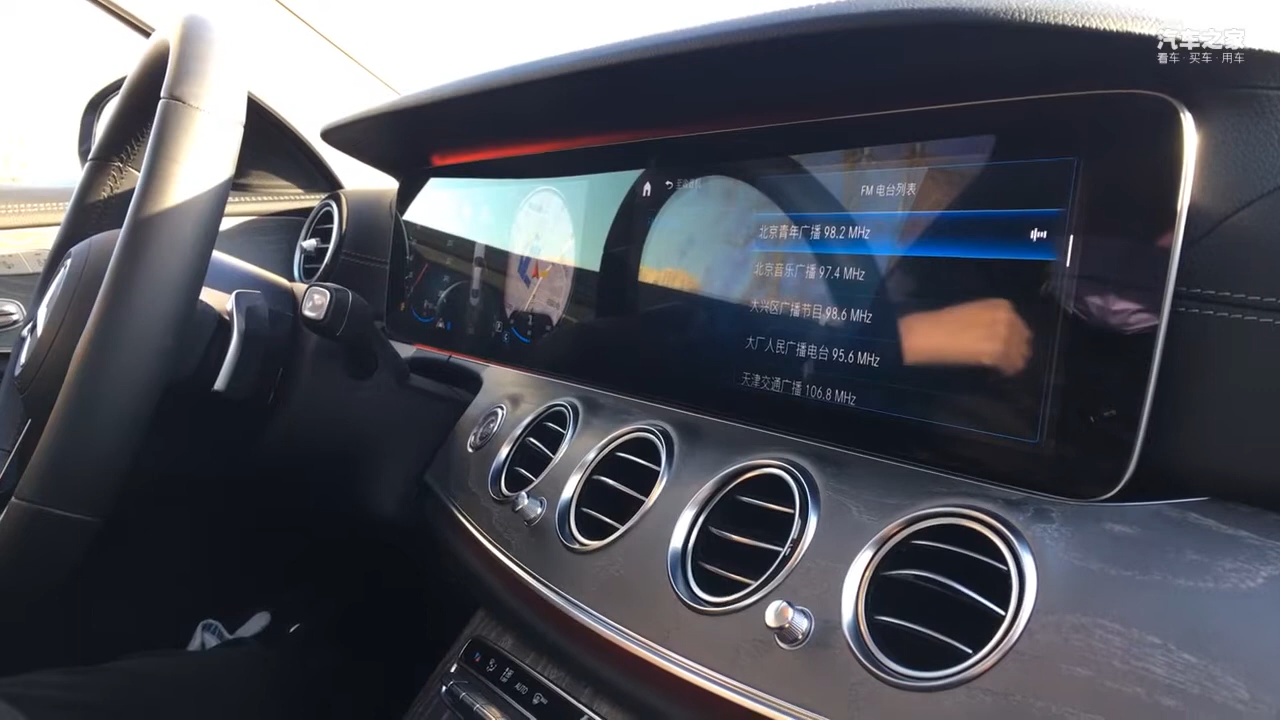 汽车之家
看车·买车·用车
FM 电台列表
北京青年广播 98.2 MHz
北京音乐广播 97.4 MHz
大兴区广播节目 98.6 MHz
大厂人民广播电台 95.6 MHz
天津交通广播 106.8 MHz
AUTO